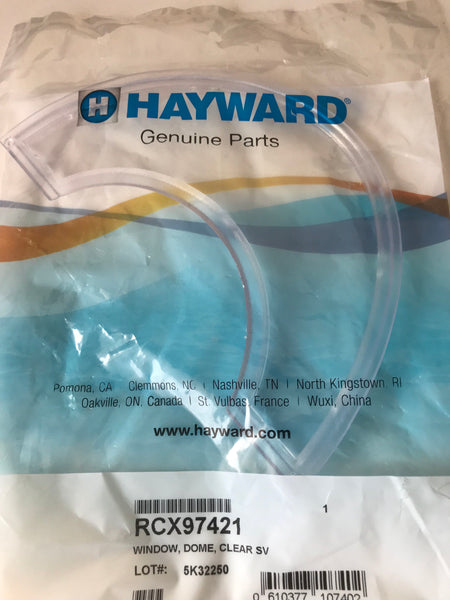 H HAYWARD®
Genuine Parts
Pomona, CA Clemmons, NC | Nashville, TN | North Kingstown, RI
Oakville, ON, Canada | St. Vulbas, France | Wuxi, China
www.hayward.com
1
RCX97421
WINDOW, DOME, CLEAR SV
LOT#: 5K32250
0 610377 107402